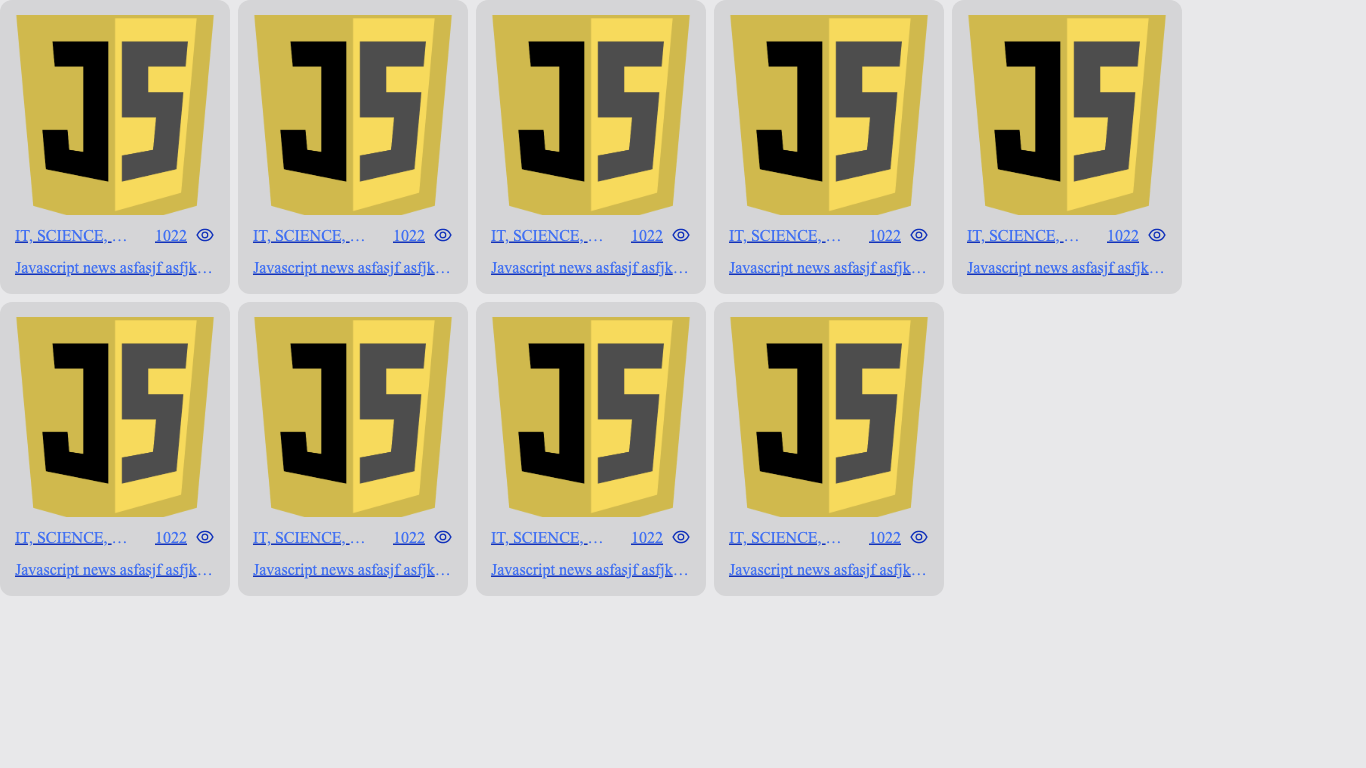 JS JS JS JS JS
IT, SCIENCE, … 1022 IT, SCIENCE, … 1022 IT, SCIENCE, … 1022 IT, SCIENCE, … 1022 IT, SCIENCE, … 1022
Javascript news asfasjf asfjk… Javascript news asfasjf asfjk… Javascript news asfasjf asfjk… Javascript news asfasjf asfjk… Javascript news asfasjf asfjk…
JS JS JS JS
IT, SCIENCE, … 1022 IT, SCIENCE, … 1022 IT, SCIENCE, … 1022 IT, SCIENCE, … 1022
Javascript news asfasjf asfjk… Javascript news asfasjf asfjk… Javascript news asfasjf asfjk… Javascript news asfasjf asfjk…